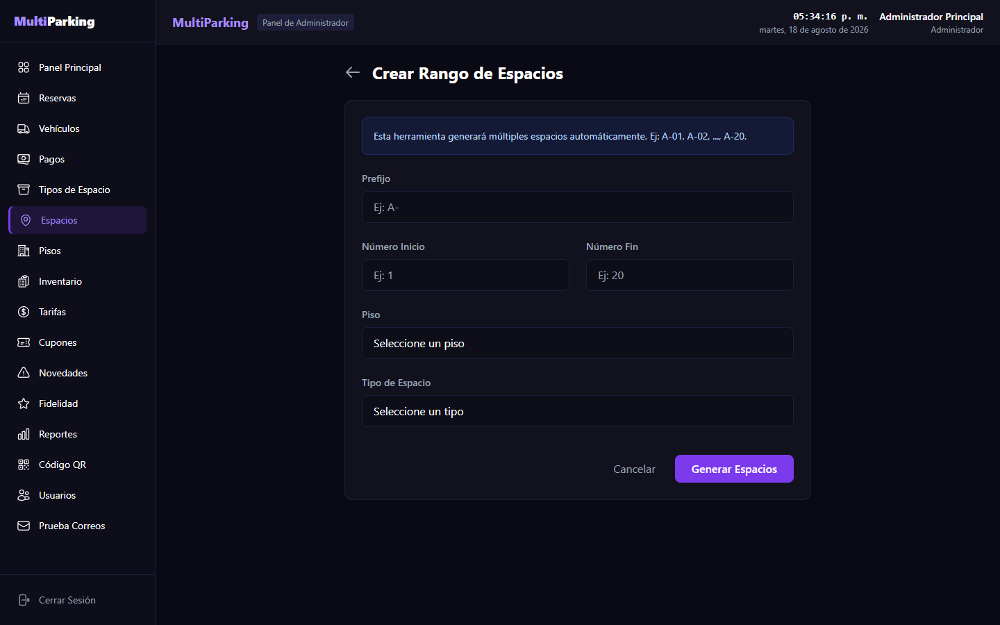 MultiParking
Panel Principal
Reservas
Vehículos
Pagos
Tipos de Espacio
Espacios
Pisos
Inventario
Tarifas
Cupones
Novedades
Fidelidad
Reportes
Código QR
Usuarios
Prueba Correos
Cerrar Sesión
MultiParking Panel de Administrador
05:34:16 p. m.
martes, 18 de agosto de 2026
Administrador Principal
Administrador
Crear Rango de Espacios
Esta herramienta generará múltiples espacios automáticamente. Ej: A-01, A-02, ..., A-20.
Prefijo
Ej: A-
Número Inicio
Ej: 1
Número Fin
Ej: 20
Piso
Seleccione un piso
Tipo de Espacio
Seleccione un tipo
Cancelar
Generar Espacios